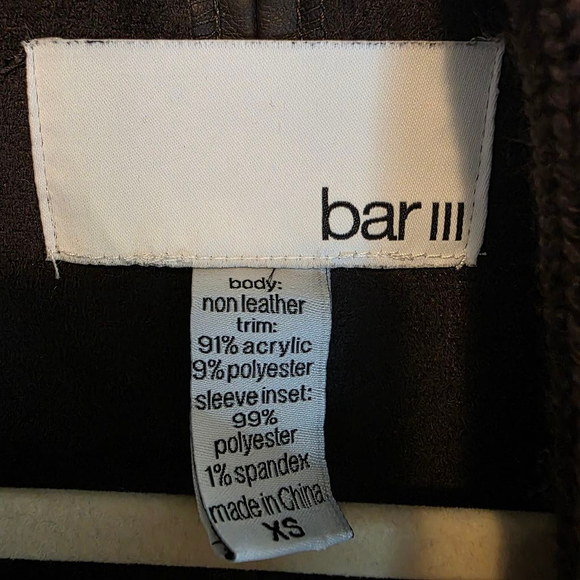 bar III
body:
non leather
trim:
91% acrylic
9% polyester
sleeve inset:
99%
polyester
1% spandex
made in China
XS